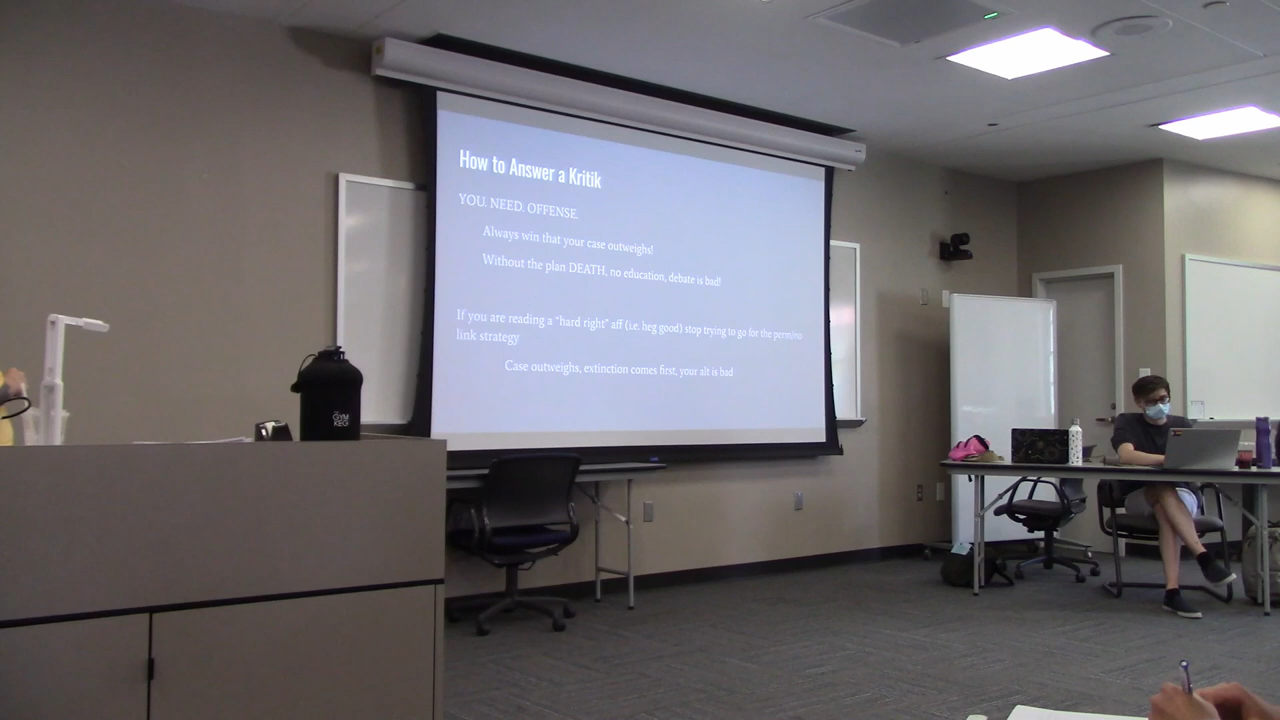 How to Answer a Kritik
YOU. NEED. OFFENSE.
Always win that your case outweighs!
Without the plan DEATH, no education, debate is bad!
If you are reading a “hard right” aff (i.e. heg good) stop trying to go for the perm/no
link strategy
Case outweighs, extinction comes first, your alt is bad
GYM
KEG